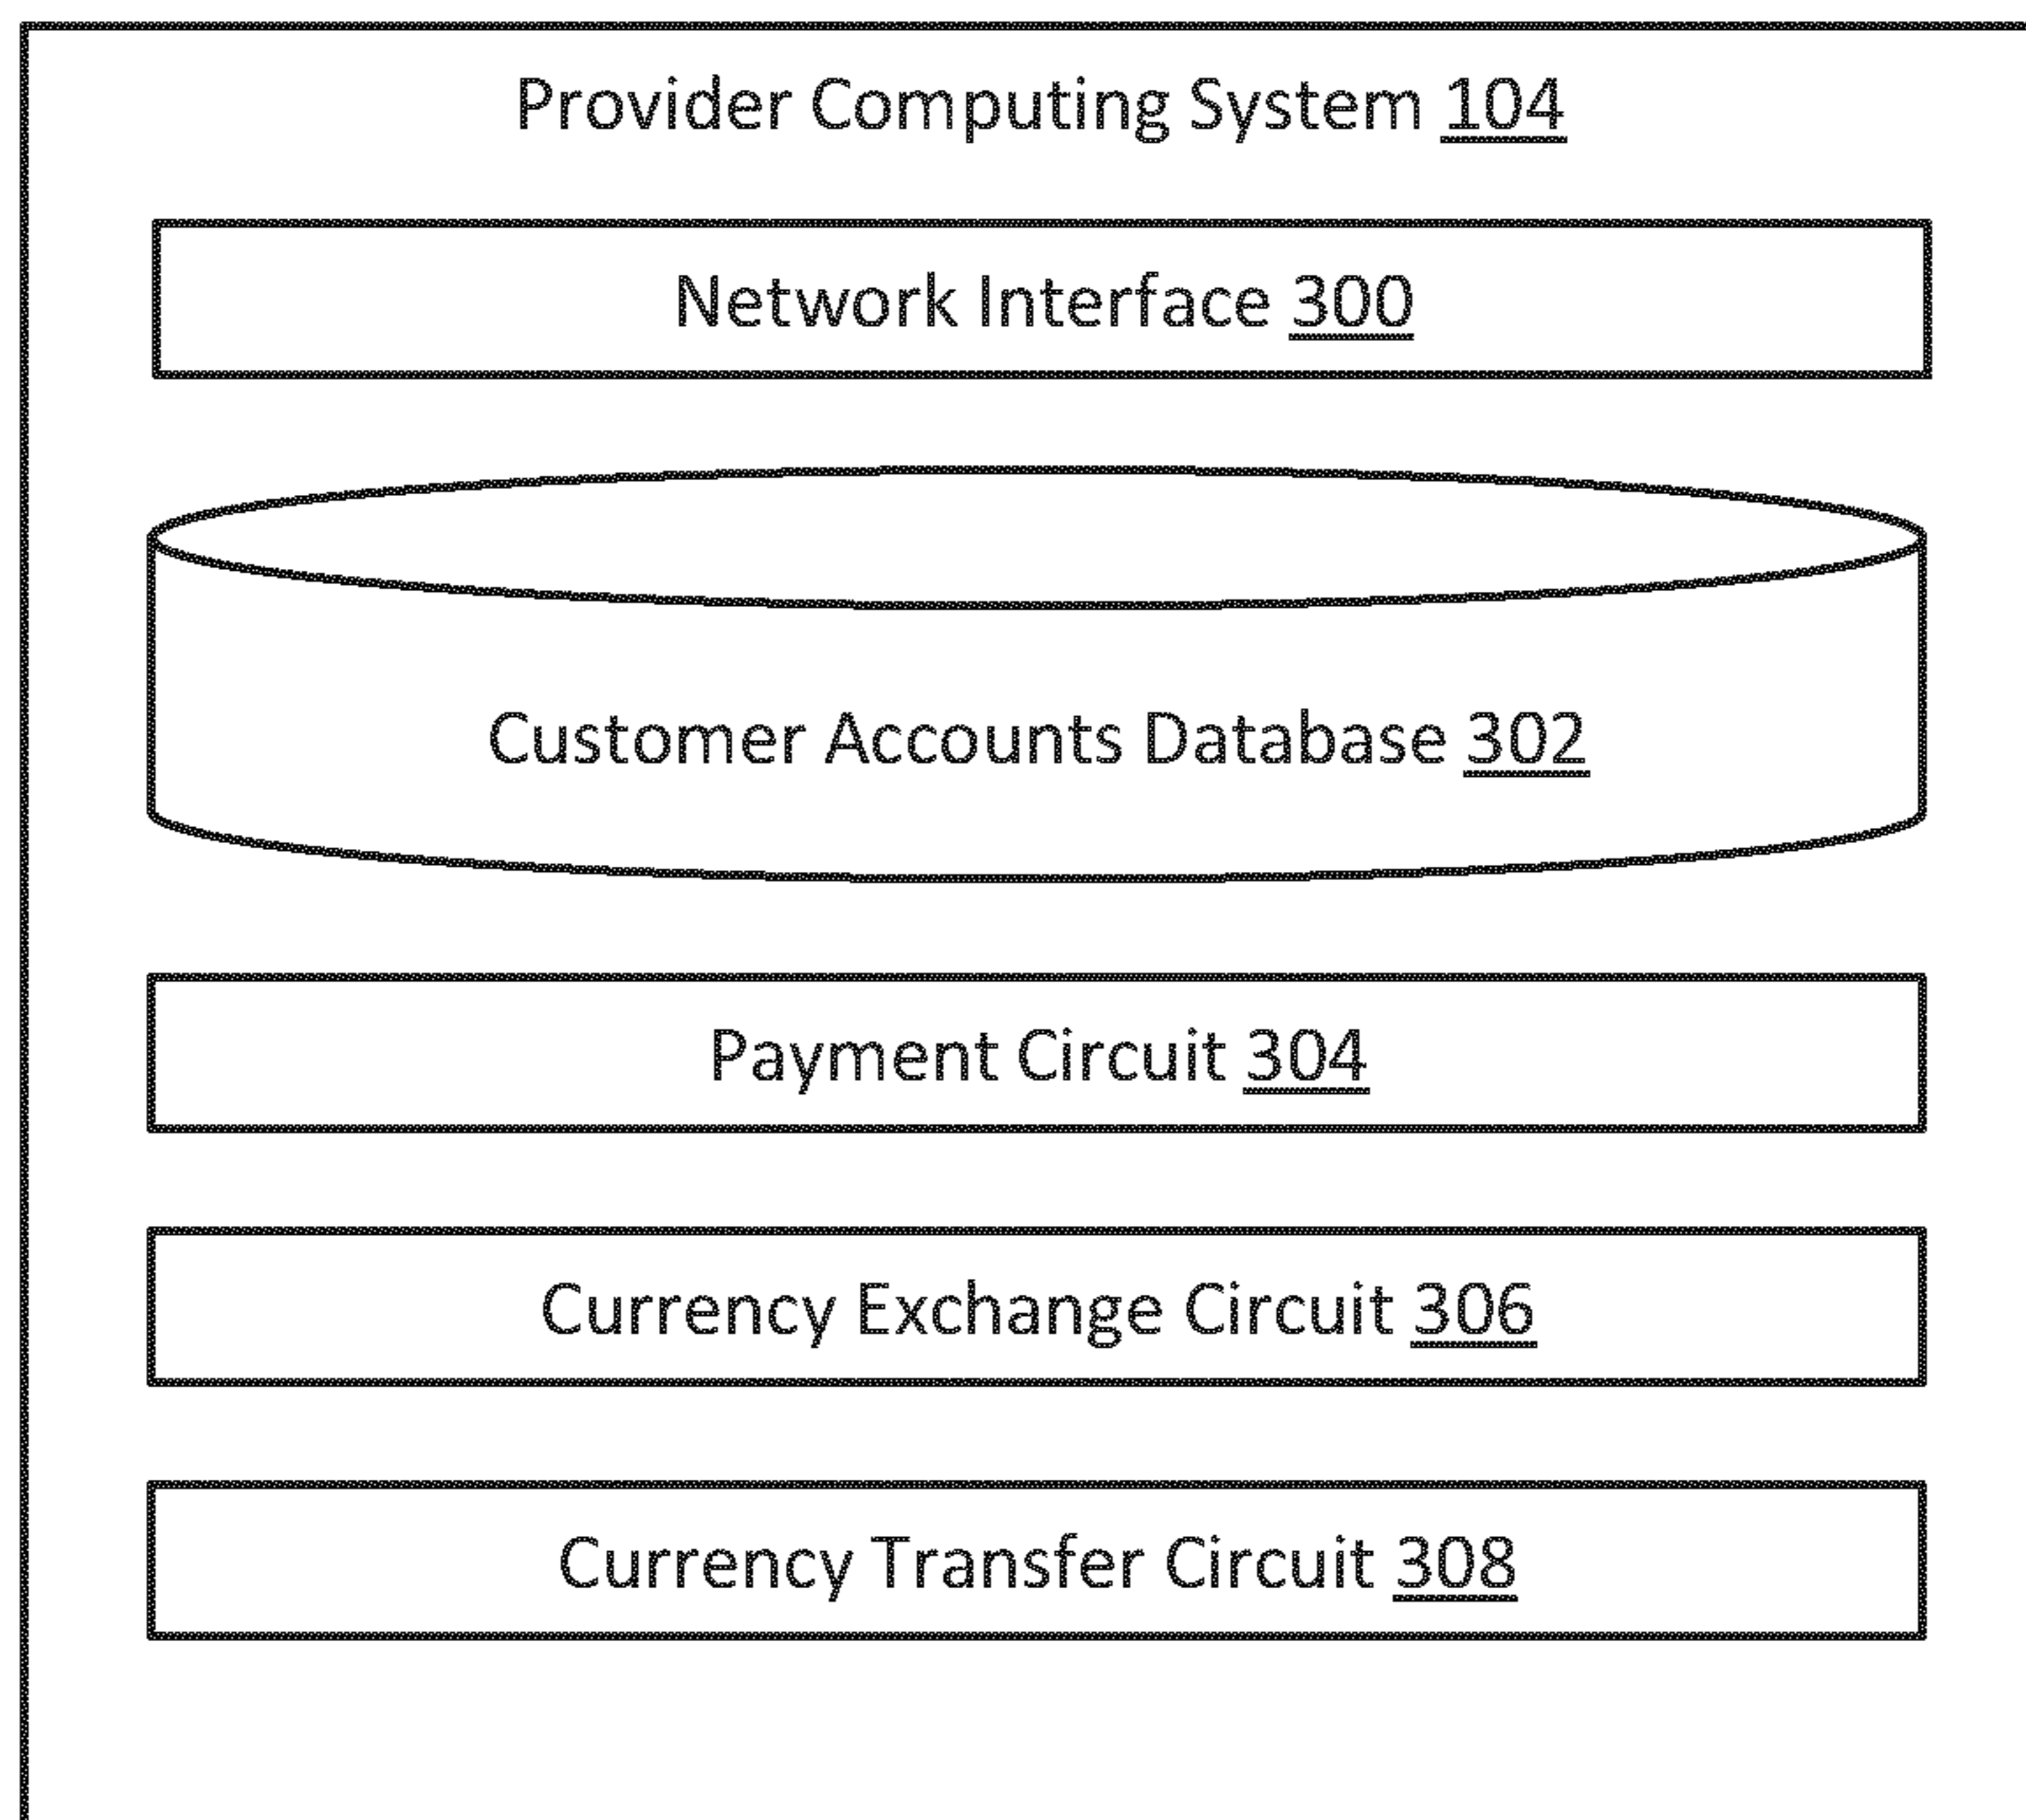 Provider Computing System 104
Network Interface 300
Customer Accounts Database 302
Payment Circuit 304
Currency Exchange Circuit 306
Currency Transfer Circuit 308